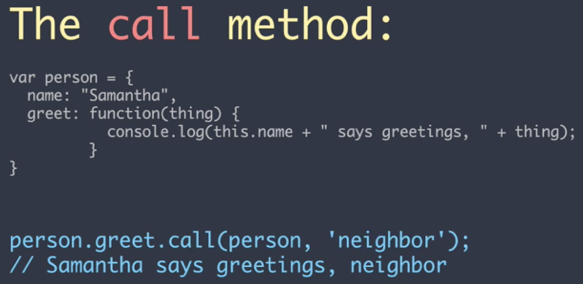 The call method:
var person = {
  name: "Samantha",
  greet: function(thing) {
           console.log(this.name + " says greetings, " + thing);
         }
}
person.greet.call(person, 'neighbor');
// Samantha says greetings, neighbor